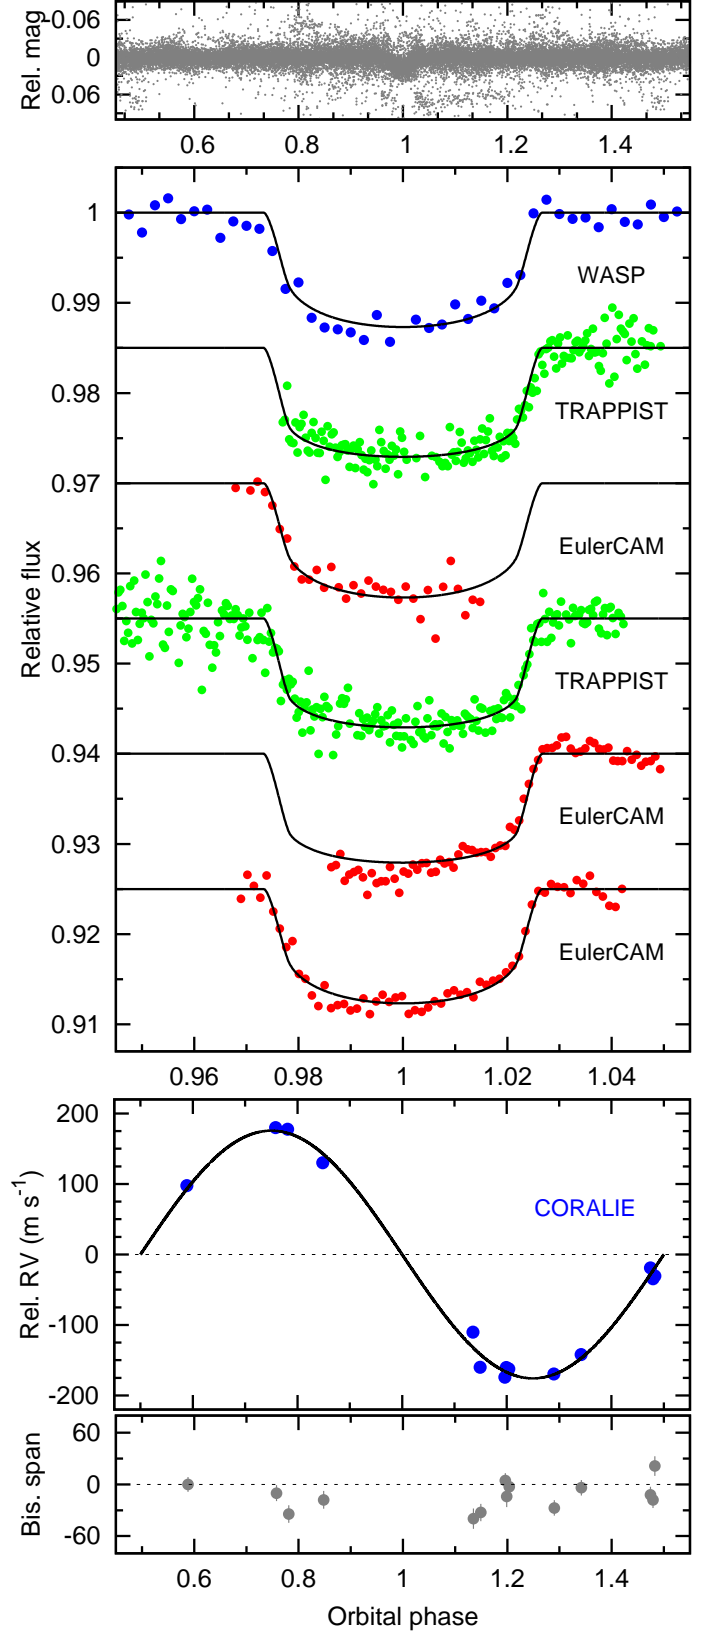 -0.06
0
0.06
Rel. mag
0.6 0.8 1 1.2 1.4
1
0.99
0.98
0.97
0.96
0.95
0.94
0.93
0.92
0.91
Relative flux
WASP
TRAPPIST
EulerCAM
TRAPPIST
EulerCAM
EulerCAM
0.96 0.98 1 1.02 1.04
200
100
0
-100
-200
Rel. RV (m s-1)
CORALIE
60
0
-60
Bis. span
0.6 0.8 1 1.2 1.4
Orbital phase